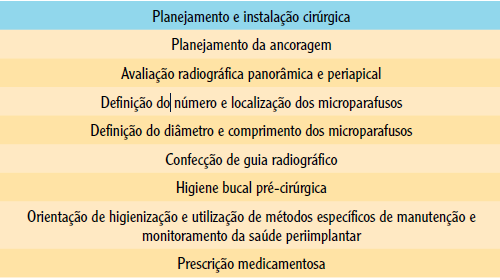 Planejamento e instalação cirúrgica
Planejamento da ancoragem
Avaliação radiográfica panorâmica e periapical
Definição do número e localização dos microparafusos
Definição do diâmetro e comprimento dos microparafusos
Confecção de guia radiográfico
Higiene bucal pré-cirúrgica
Orientação de higienização e utilização de métodos específicos de manutenção e
monitoramento da saúde periimplantar
Prescrição medicamentosa